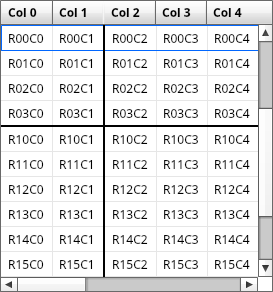 Col 0 Col 1 Col 2 Col 3 Col 4
R00C0 R00C1 R00C2 R00C3 R00C4
R01C0 R01C1 R01C2 R01C3 R01C4
R02C0 R02C1 R02C2 R02C3 R02C4
R03C0 R03C1 R03C2 R03C3 R03C4
R10C0 R10C1 R10C2 R10C3 R10C4
R11C0 R11C1 R11C2 R11C3 R11C4
R12C0 R12C1 R12C2 R12C3 R12C4
R13C0 R13C1 R13C2 R13C3 R13C4
R14C0 R14C1 R14C2 R14C3 R14C4
R15C0 R15C1 R15C2 R15C3 R15C4